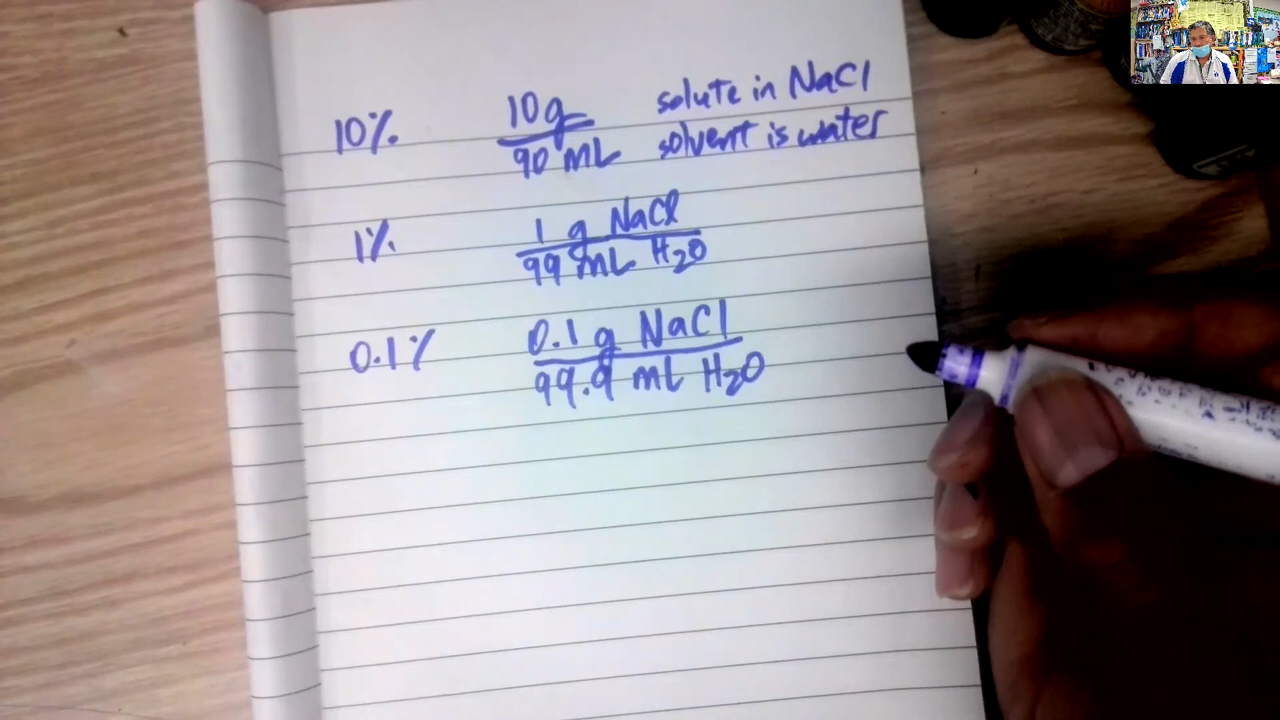 10% 10g solute in NaCl
90 mL solvent is water
1% 1 g NaCl
99 mL H2O
0.1% 0.1 g NaCl
99.9 mL H2O